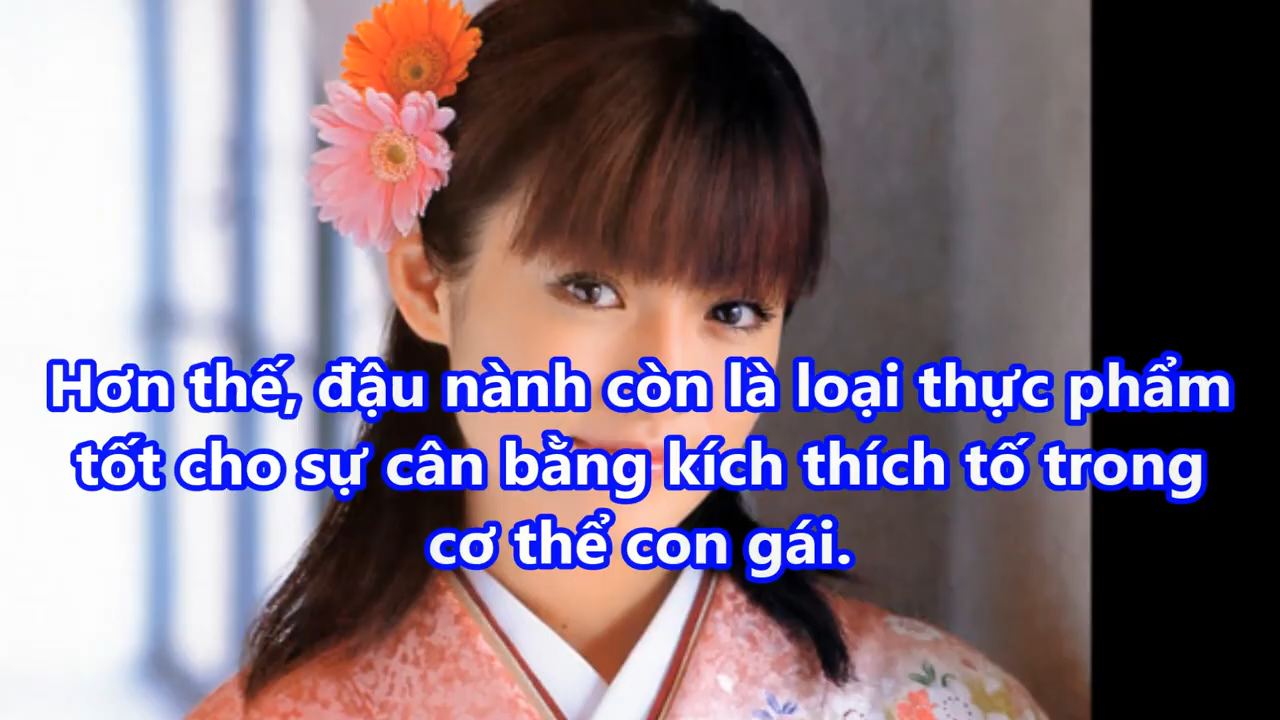 Hơn thế, đậu nành còn là loại thực phẩm
tốt cho sự cân bằng kích thích tố trong
cơ thể con gái.